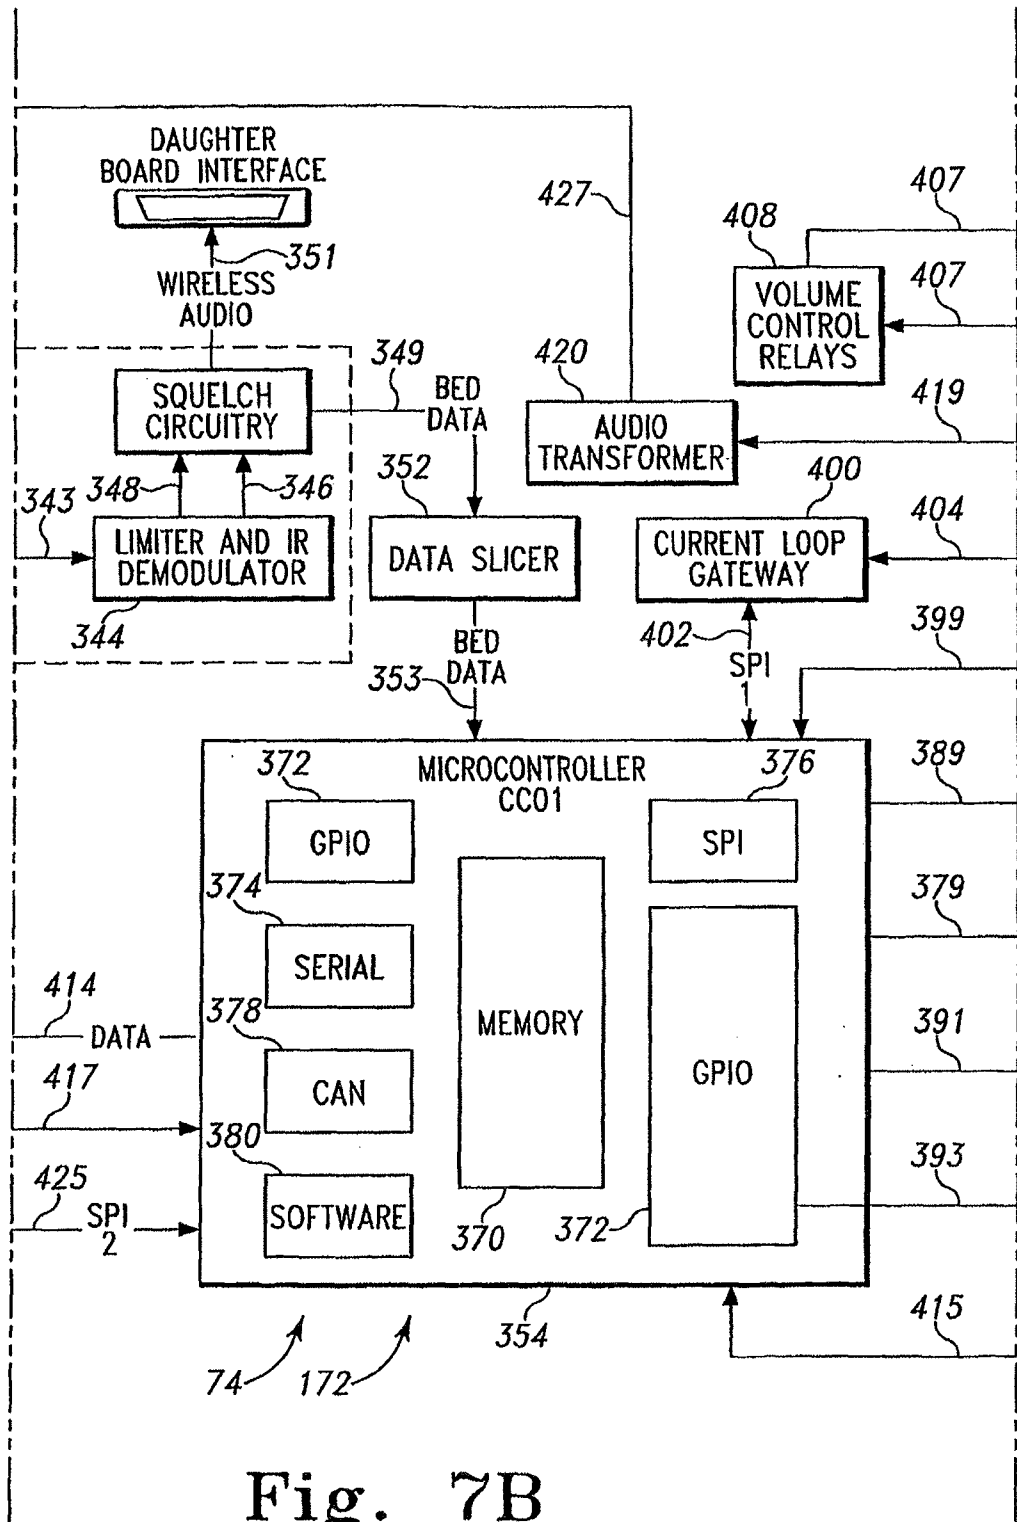 DAUGHTER
BOARD INTERFACE
351
WIRELESS
AUDIO
427
407
408
407
VOLUME
CONTROL
RELAYS
349
BED
DATA
420
419
SQUELCH
CIRCUITRY
AUDIO
TRANSFORMER
343
348
346
352
400
404
LIMITER AND IR
DEMODULATOR
DATA SLICER
CURRENT LOOP
GATEWAY
344
BED
DATA
353
402
SPI
1
399
372
MICROCONTROLLER
CC01
376
389
GPIO
SPI
374
379
SERIAL
414
DATA
378
MEMORY
391
417
CAN
GPIO
380
393
425
SPI
2
SOFTWARE
370
372
354
415
74
172
Fig. 7B